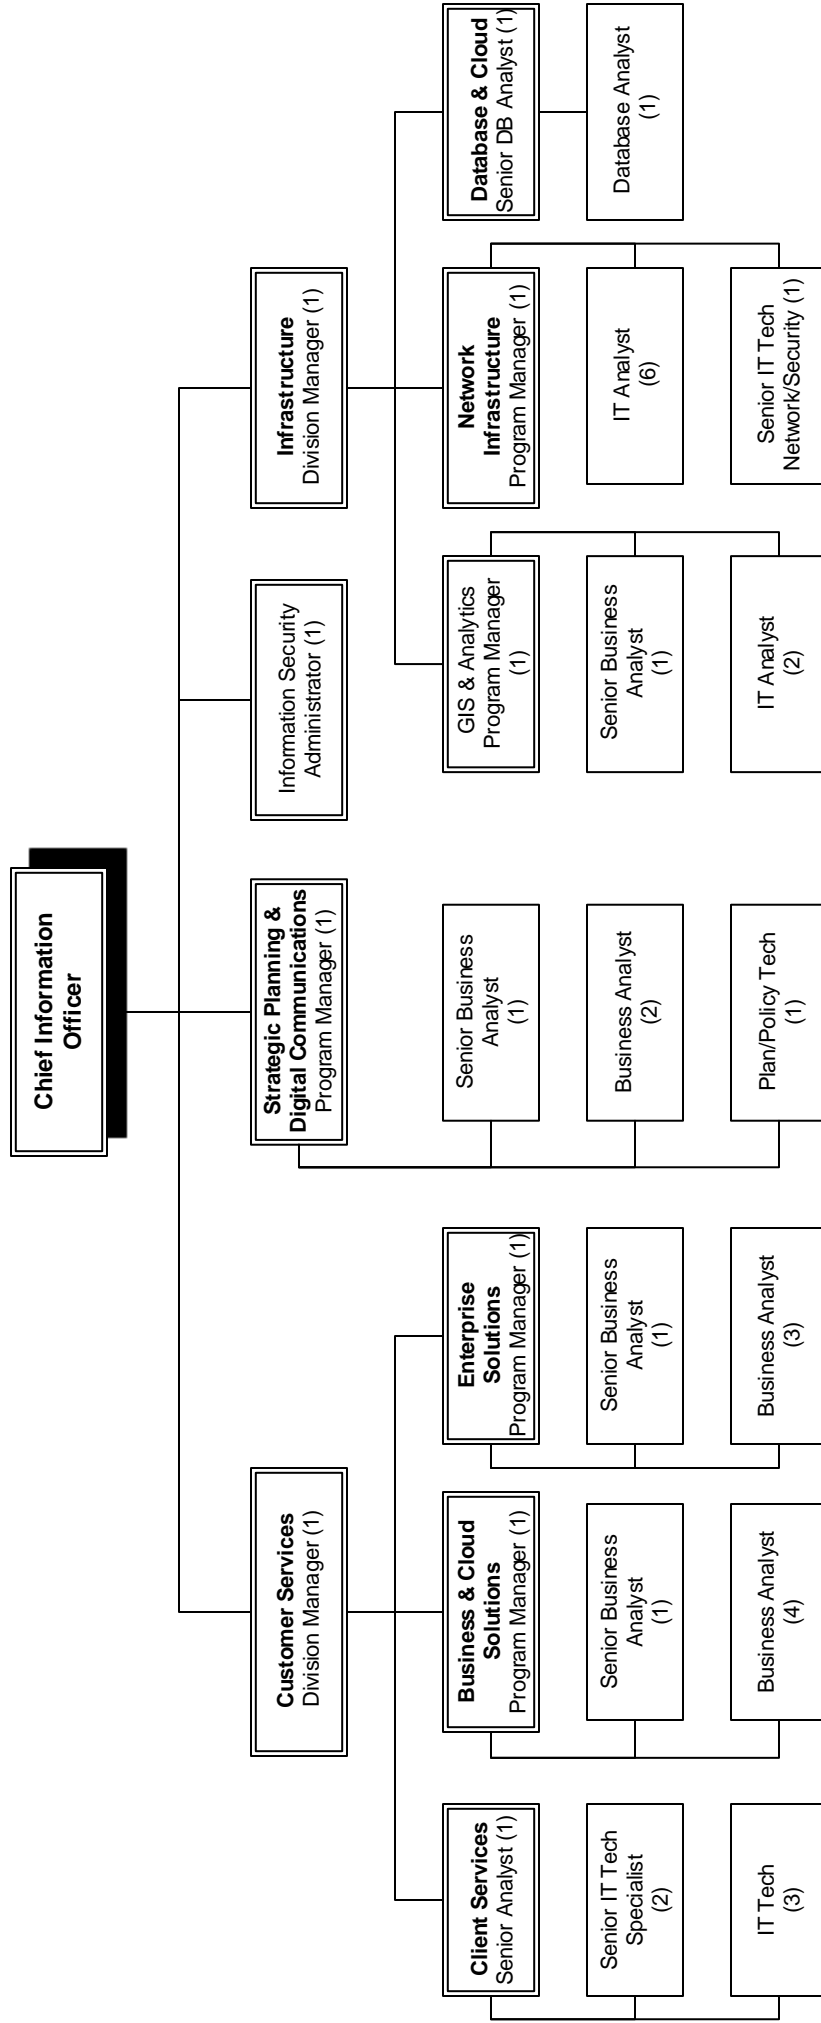 Chief Information
Officer
Customer Services
Division Manager (1)
Strategic Planning &
Digital Communications
Program Manager (1)
Information Security
Administrator (1)
Infrastructure
Division Manager (1)
Client Services
Senior Analyst (1)
Senior IT Tech
Specialist
(2)
IT Tech
(3)
Business & Cloud
Solutions
Program Manager (1)
Senior Business
Analyst
(1)
Business Analyst
(4)
Enterprise
Solutions
Program Manager (1)
Senior Business
Analyst
(1)
Business Analyst
(3)
Senior Business
Analyst
(1)
Business Analyst
(2)
Plan/Policy Tech
(1)
GIS & Analytics
Program Manager
(1)
Senior Business
Analyst
(1)
IT Analyst
(2)
Network
Infrastructure
Program Manager (1)
IT Analyst
(6)
Senior IT Tech
Network/Security (1)
Database & Cloud
Senior DB Analyst (1)
Database Analyst
(1)